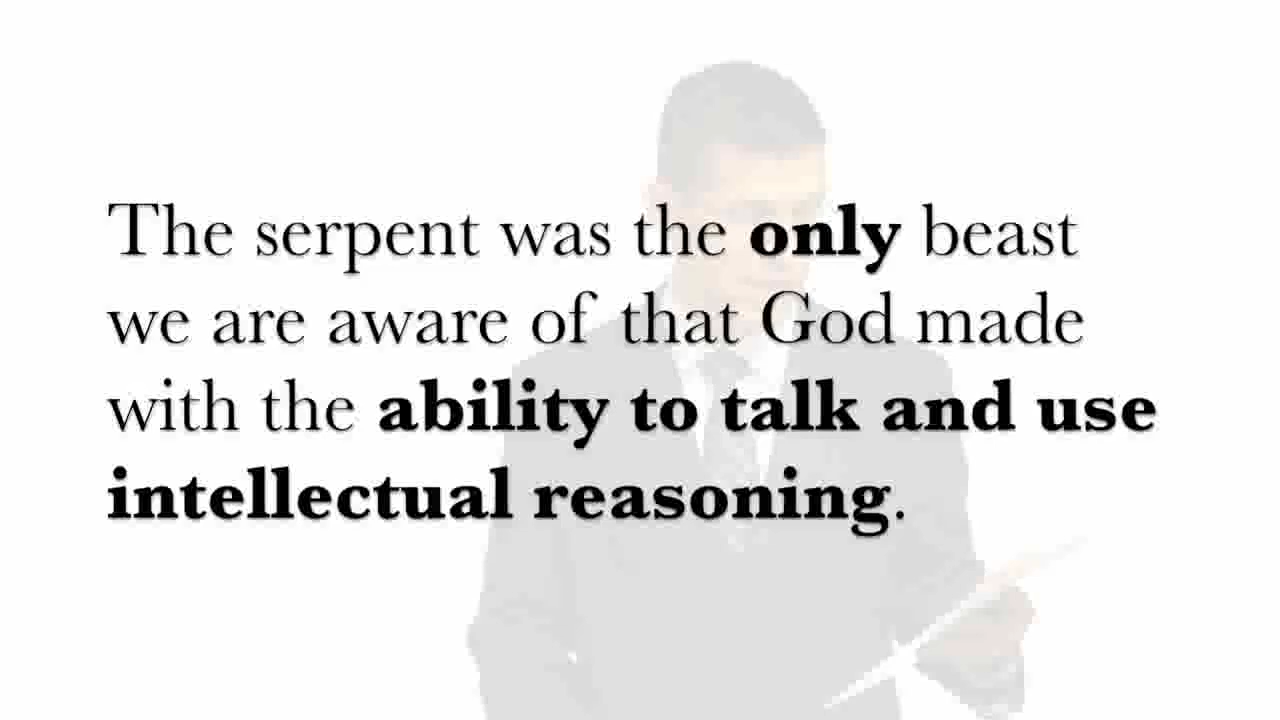 The serpent was the only beast
we are aware of that God made
with the ability to talk and use
intellectual reasoning.